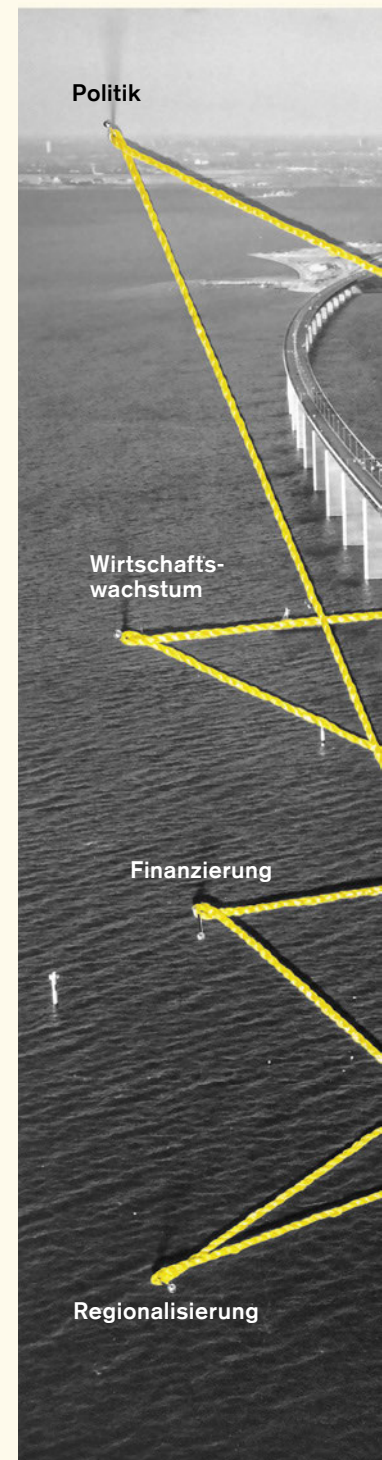 Politik
Wirtschafts-
wachstum
Finanzierung
Regionalisierung